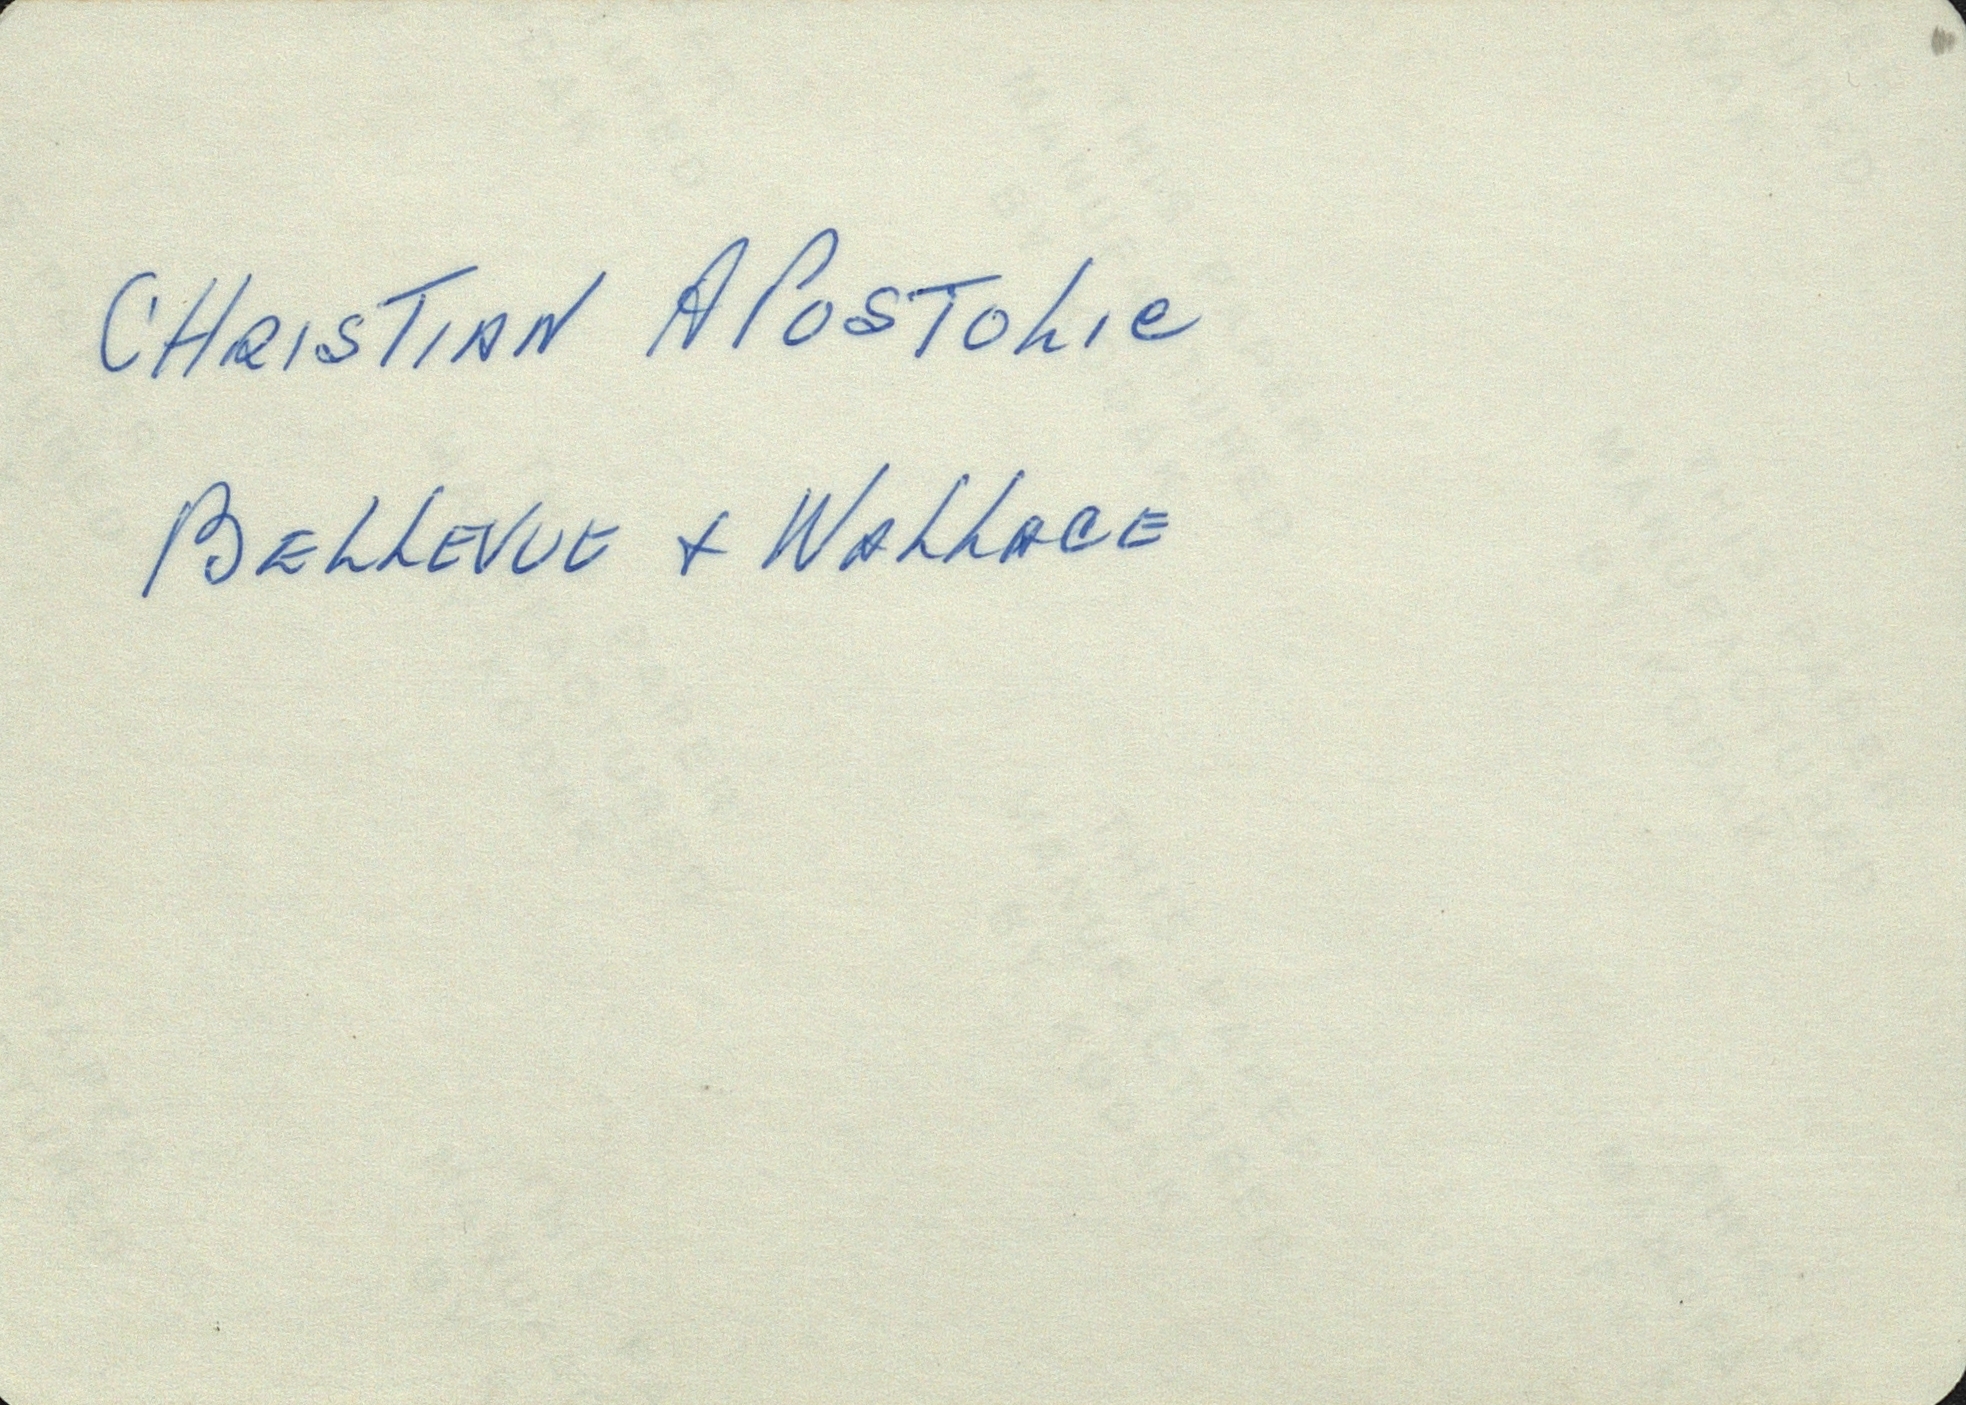 CHRISTIAN APOSTOLIC
BELLEVUE + WALLACE